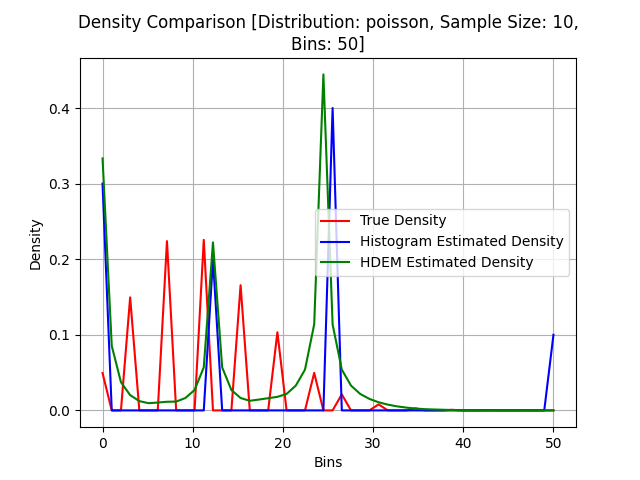 Density Comparison [Distribution: poisson, Sample Size: 10,
Bins: 50]
Density
0.4
0.3
0.2
0.1
0.0
True Density
Histogram Estimated Density
HDEM Estimated Density
0 10 20 30 40 50
Bins